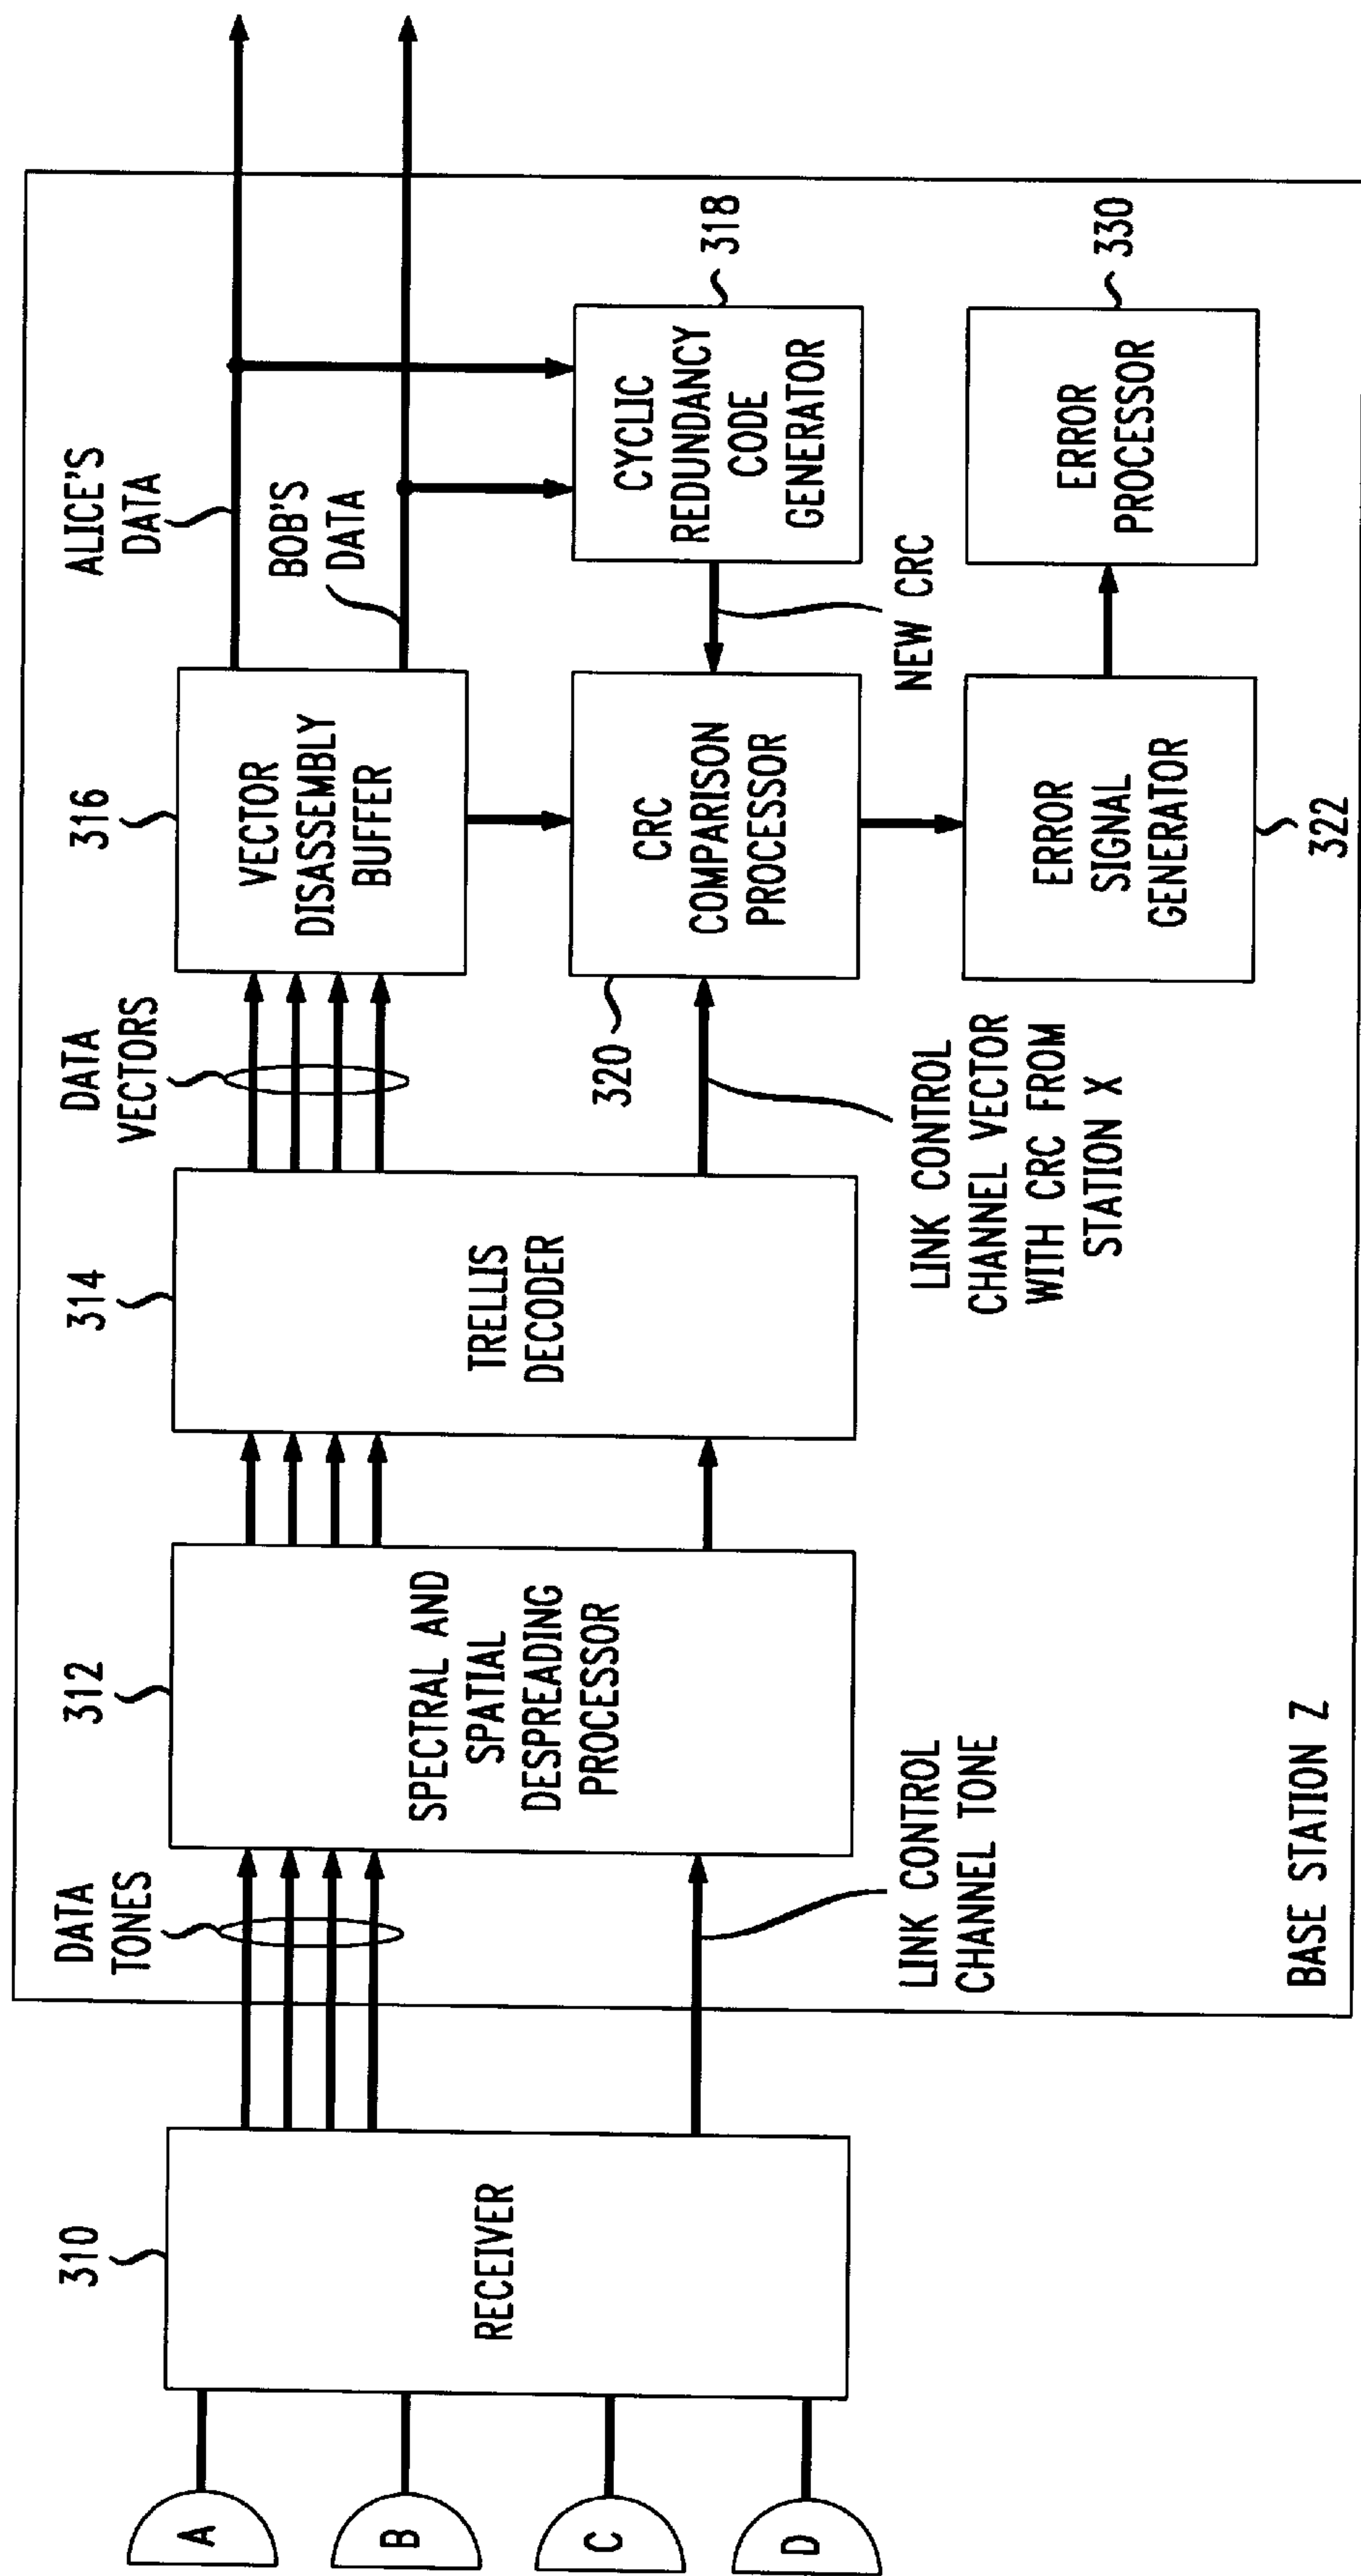 A
B
C
D
310
RECEIVER
DATA
TONES
LINK CONTROL
CHANNEL TONE
312
SPECTRAL AND
SPATIAL
DESPREADING
PROCESSOR
314
TRELLIS
DECODER
DATA
VECTORS
LINK CONTROL
CHANNEL VECTOR
WITH CRC FROM
STATION X
316
VECTOR
DISASSEMBLY
BUFFER
ALICE'S
DATA
BOB'S
DATA
320
CRC
COMPARISON
PROCESSOR
NEW CRC
CYCLIC
REDUNDANCY
CODE
GENERATOR
318
ERROR
SIGNAL
GENERATOR
322
ERROR
PROCESSOR
330
BASE STATION Z